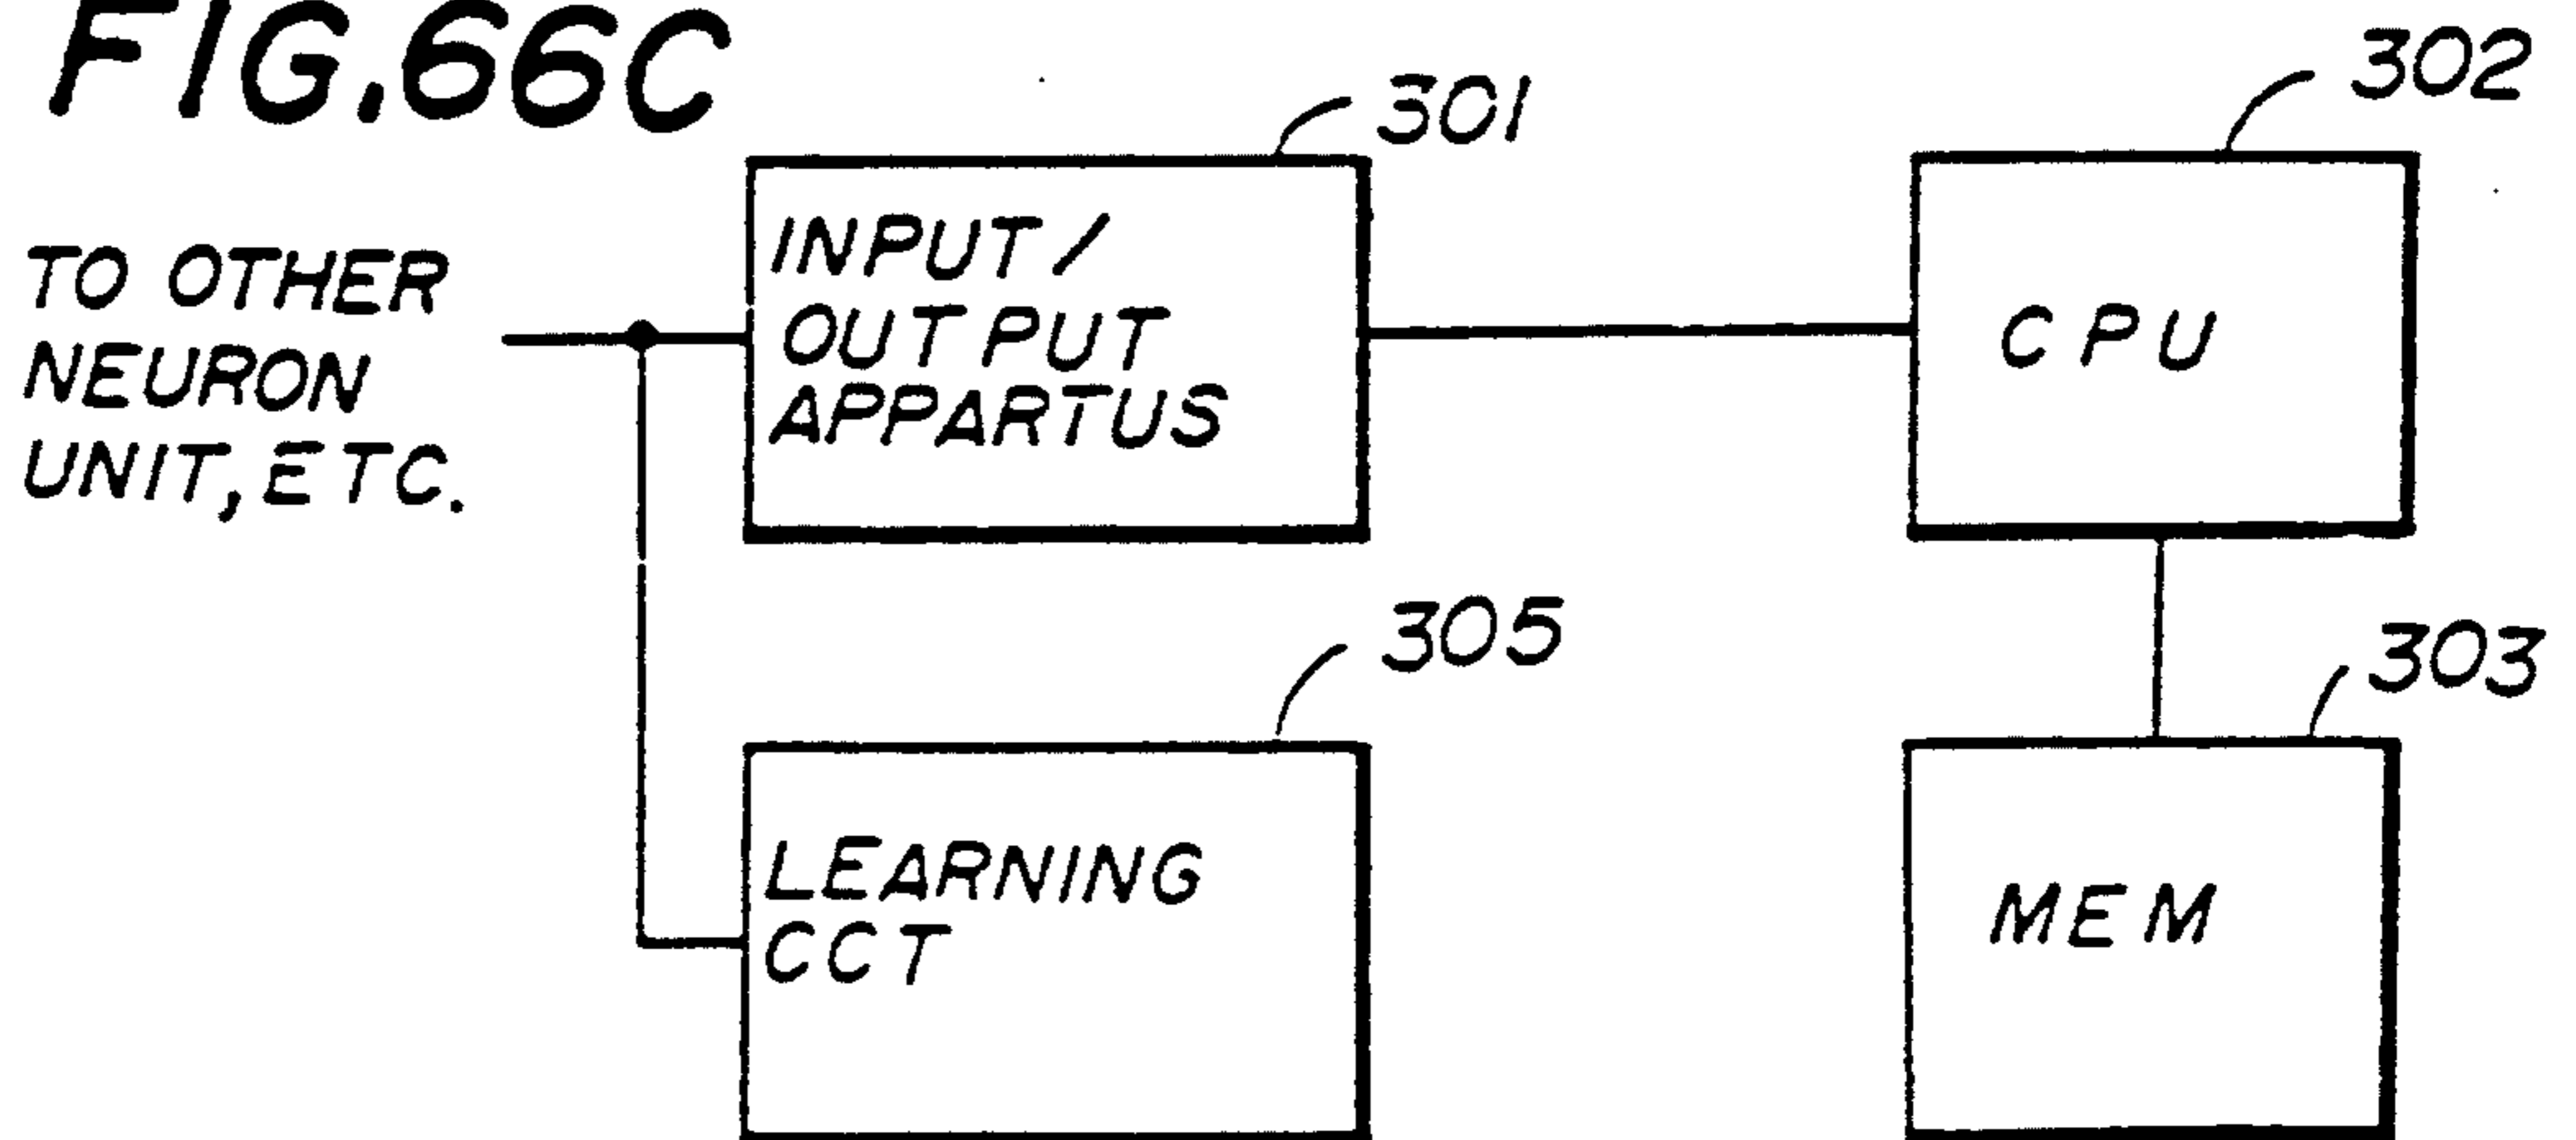 FIG.66C
301
302
TO OTHER
NEURON
UNIT,ETC.
INPUT/
OUTPUT
APPARTUS
CPU
305
303
LEARNING
CCT
MEM